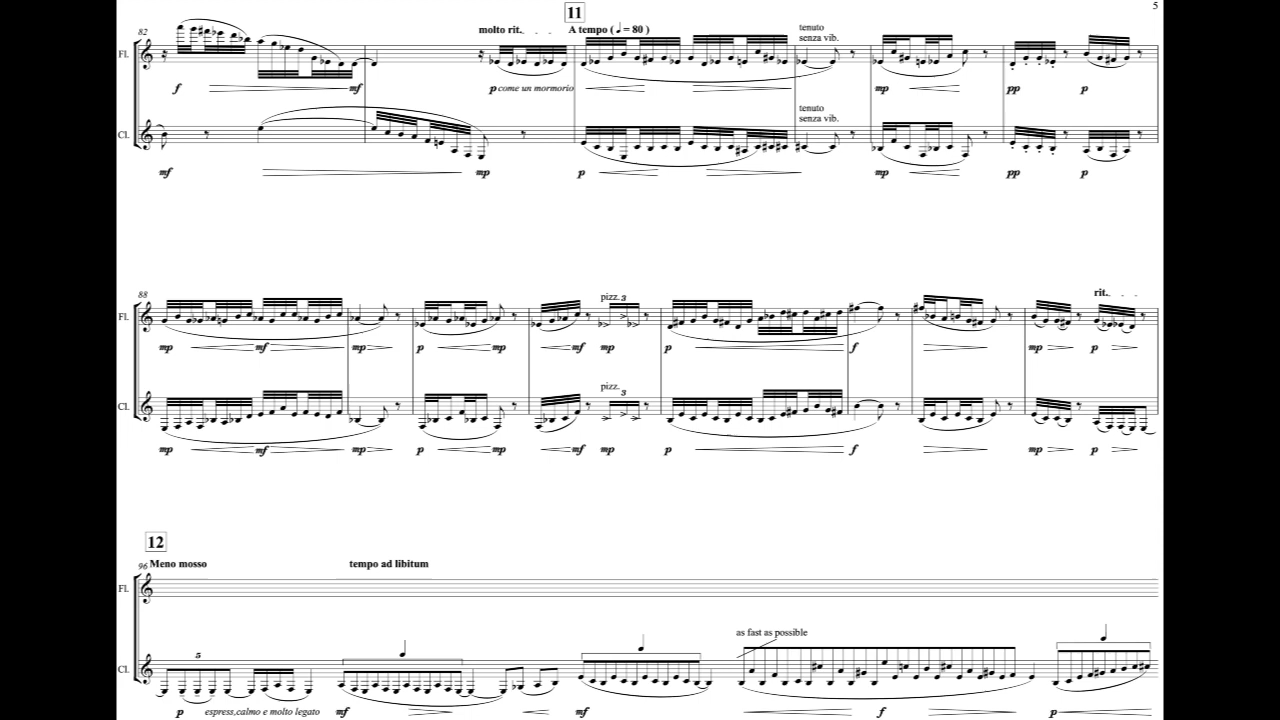 5
11
82
molto rit.
A tempo ( ♩ = 80 )
tenuto
senza vib.
Fl.
f
mf
p come un mormorio
mp
pp
p
tenuto
senza vib.
Cl.
mf
mp
p
mp
pp
p
88
pizz. 3
rit.
Fl.
mp
mf
mp
p
mp
mf
mp
p
f
mp
p
pizz.
3
Cl.
mp
mf
mp
p
mp
mf
mp
p
f
mp
p
12
96 Meno mosso
tempo ad libitum
Fl.
as fast as possible
5
Cl.
p
espress,calmo e molto legato
mf
mf
f
p